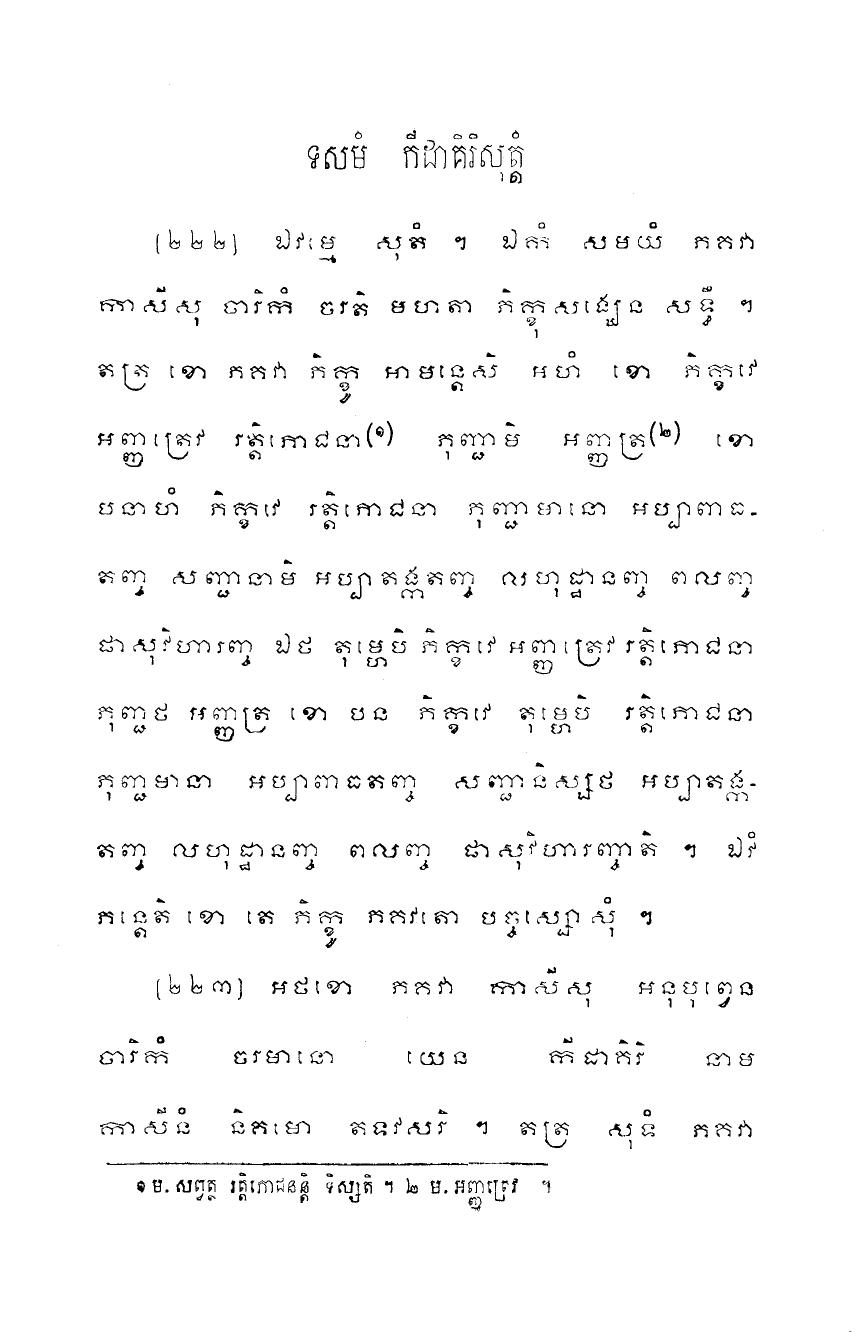 ទសមំ កីដាគិរិសុត្តំ
(២២២) ឯវម្មេ សុតំ ។ ឯកំ សមយំ ភគវា
កាសីសុ ចារិកំ ចរតិ មហតា ភិក្ខុសង្ឃេន សទ្ធឹ ។
តត្រ ខោ ភគវា ភិក្ខូ អាមន្តេសិ អហំ ខោ ភិក្ខវេ
អញ្ញត្រេវ រត្តិភោជនា(១) ភុញ្ជាមិ អញ្ញត្រ(២) ខោ
បនាហំ ភិក្ខវេ រត្តិភោជនា ភុញ្ជាមានោ អប្បាពាធ-
តញ្ច សញ្ជានាមិ អប្បាតង្កតញ្ច លហុដ្ឋានញ្ច ពលញ្ច
ផាសុវិហារញ្ច ឯថ តុម្ហេបិ ភិក្ខវេ អញ្ញត្រេវ រត្តិភោជនា
ភុញ្ជថ អញ្ញត្រ ខោ បន ភិក្ខវេ តុម្ហេបិ រត្តិភោជនា
ភុញ្ជមានា អប្បាពាធតញ្ច សញ្ជានិស្សថ អប្បាតង្ក-
តញ្ច លហុដ្ឋានញ្ច ពលញ្ច ផាសុវិហារញ្ចាតិ ។ ឯវំ
ភន្តេតិ ខោ តេ ភិក្ខូ ភគវតោ បច្ចស្សោសុំ ។
(២២៣) អថខោ ភគវា កាសីសុ អនុបុព្វេន
ចារិកំ ចរមានោ យេន កីដាគិរិ នាម
កាសីនំ និគមោ តទវសរិ ។ តត្រ សុទំ ភគវា
១ ម. សព្វត្ថ រត្តិភោជនន្តិ ទិស្សតិ ។ ២ ម. អញ្ញាត្រេវ ។